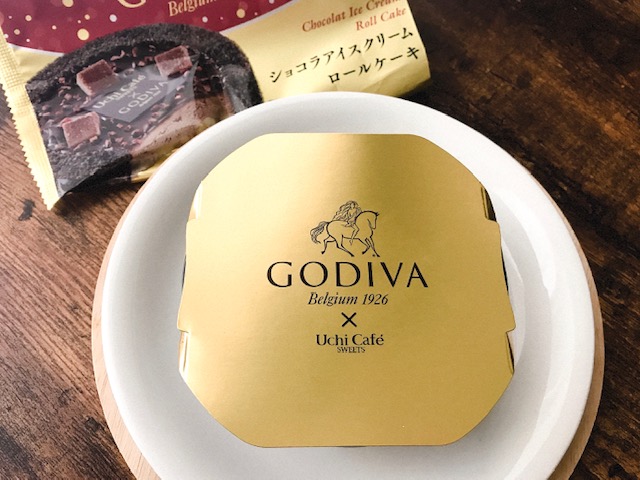 Belgium
Chocolat Ice Cream
Roll Cake
ショコラアイスクリーム
ロールケーキ
GODIVA
Belgium 1926
×
Uchi Café
SWEETS